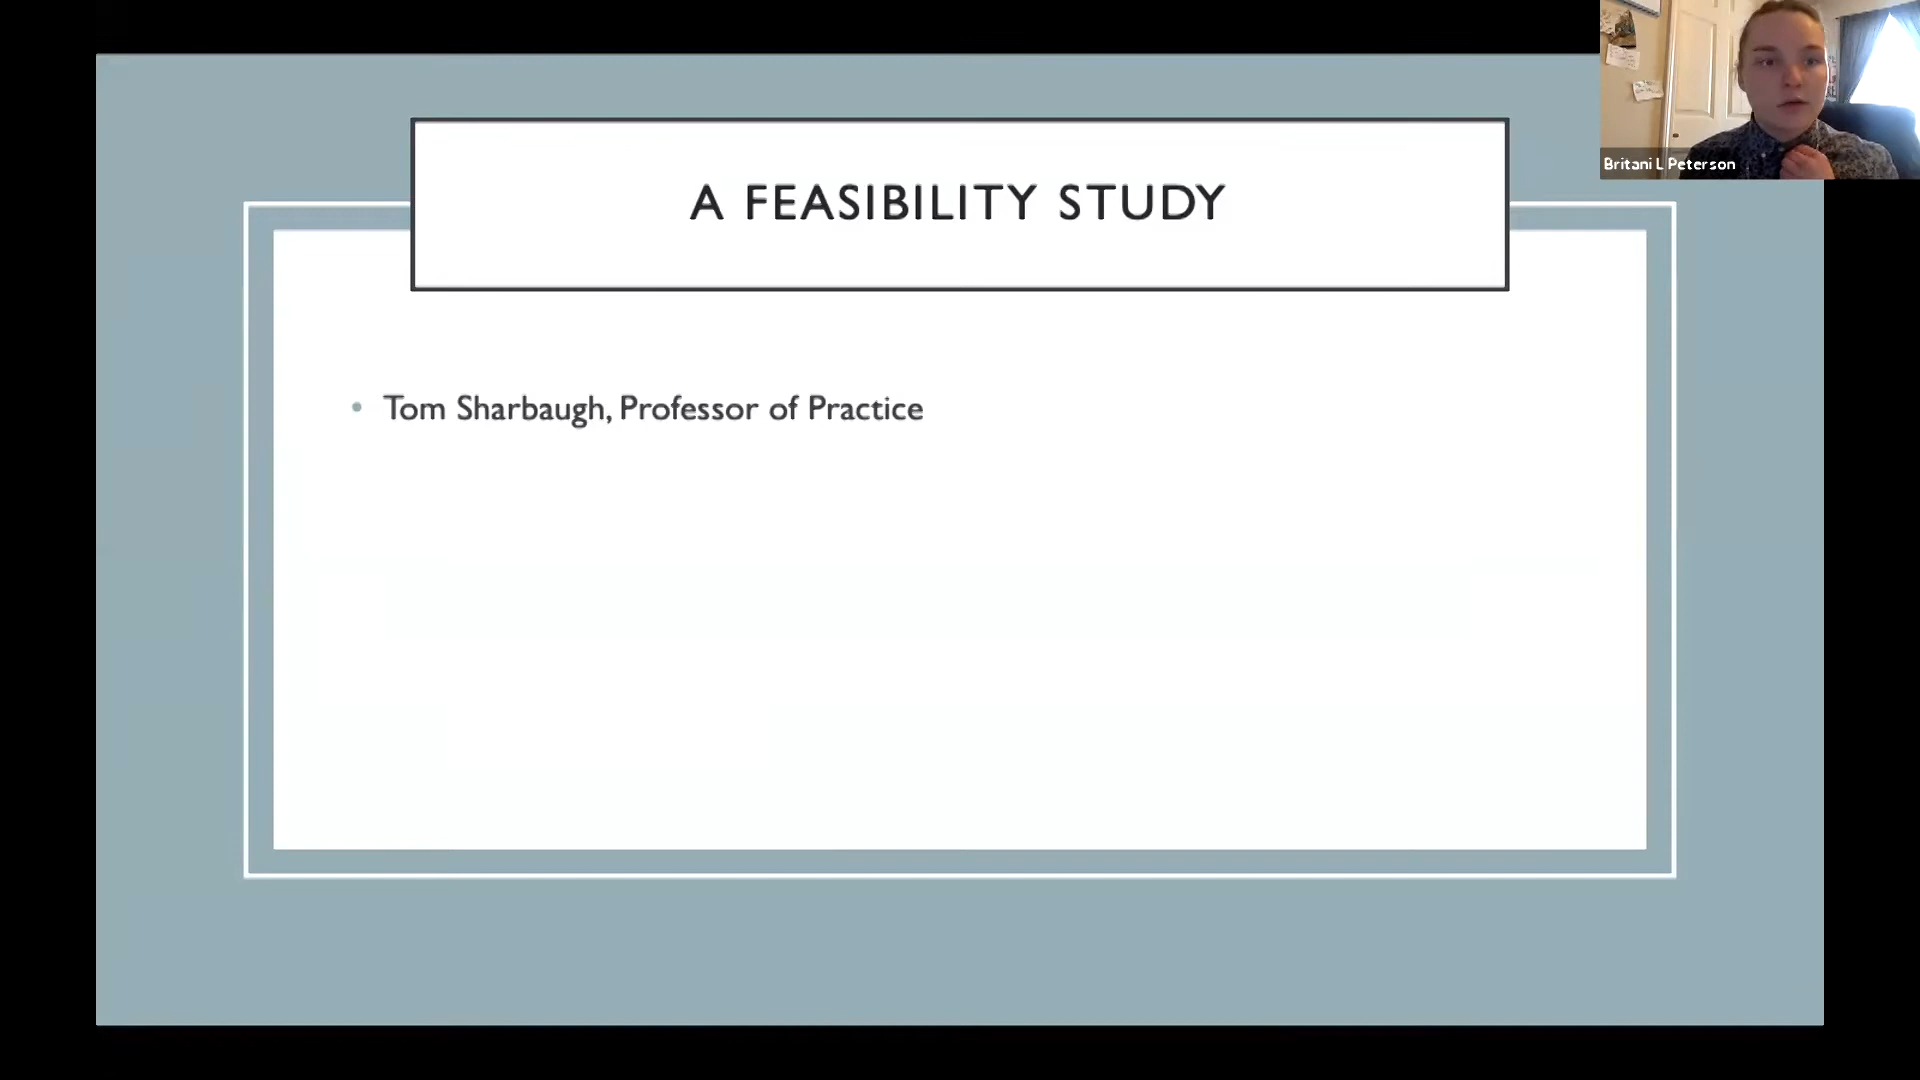 A FEASIBILITY STUDY
Britani L Peterson
• Tom Sharbaugh, Professor of Practice